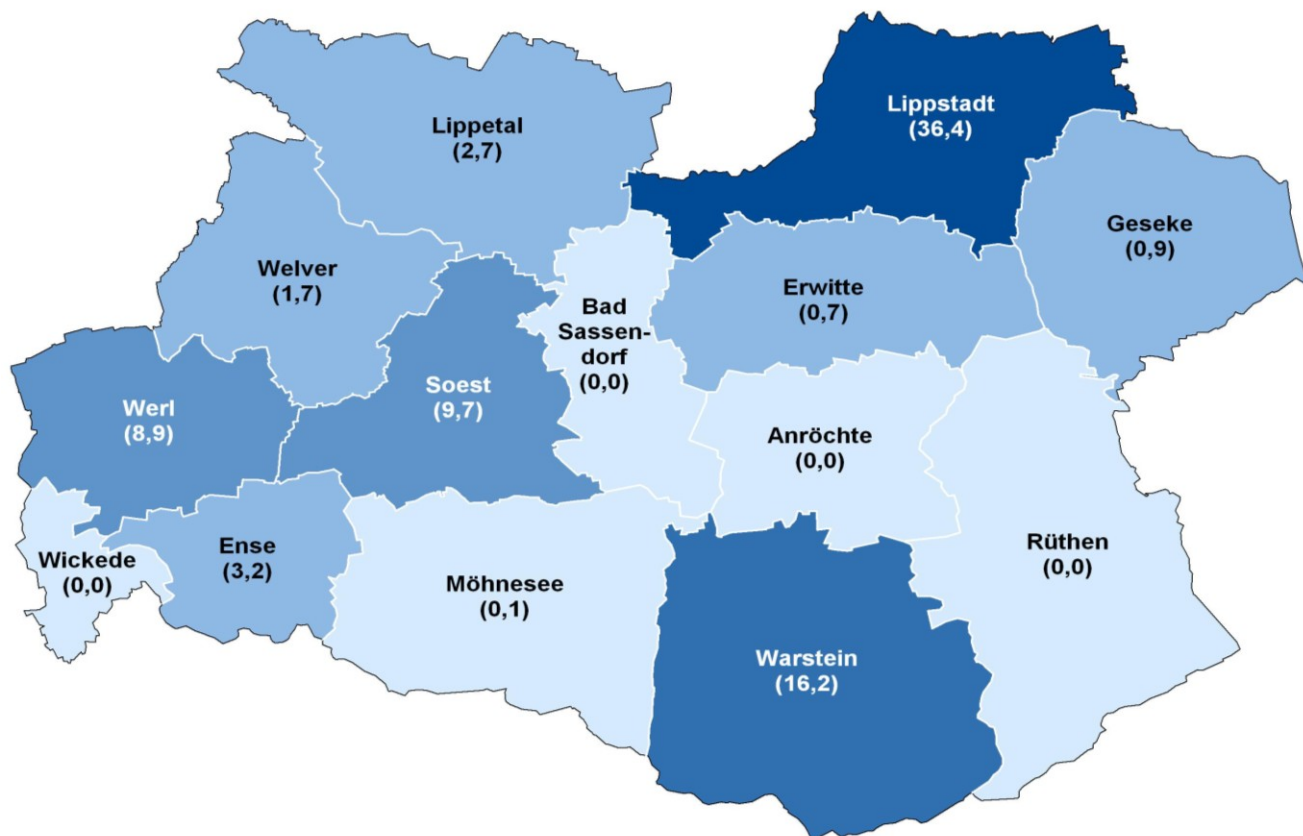 Lippstadt
(36,4)
Lippetal
(2,7)
Geseke
(0,9)
Welver
(1,7)
Erwitte
(0,7)
Bad
Sassen-
dorf
(0,0)
Soest
(9,7)
Werl
(8,9)
Anröchte
(0,0)
Rüthen
(0,0)
Ense
(3,2)
Wickede
(0,0)
Möhnesee
(0,1)
Warstein
(16,2)